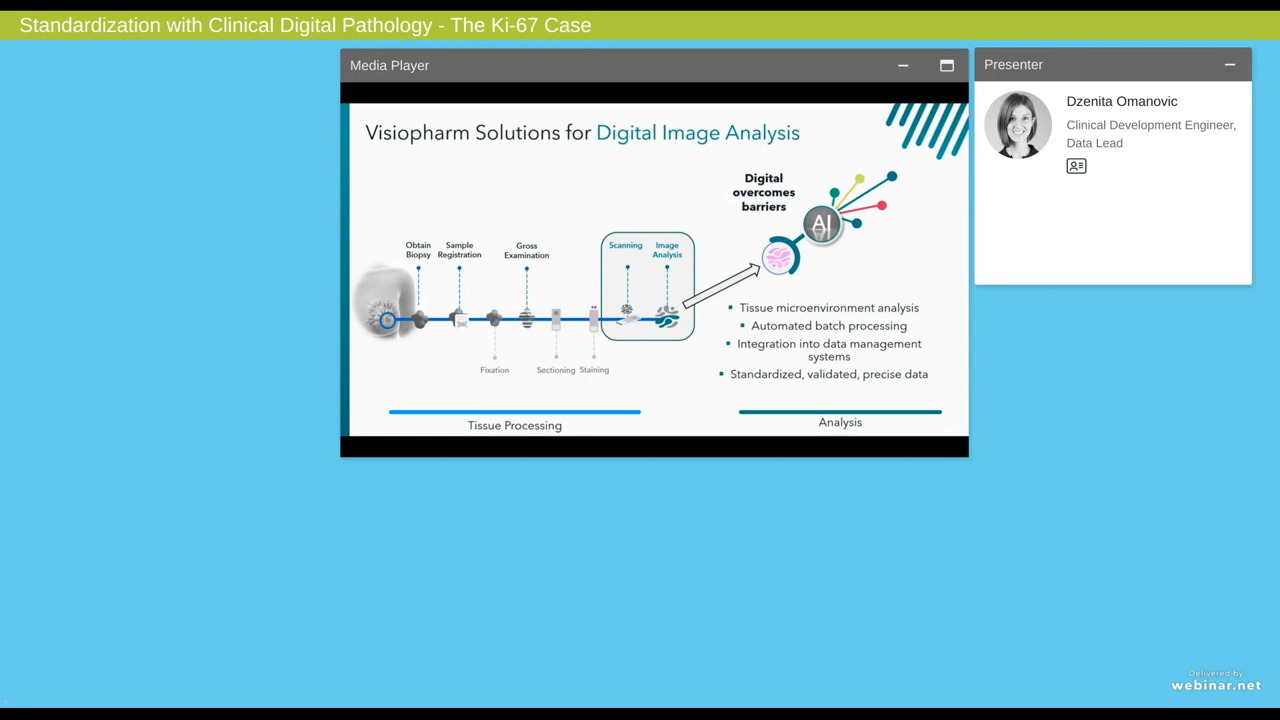 Standardization with Clinical Digital Pathology - The Ki-67 Case
Media Player
Presenter
Dzenita Omanovic
Clinical Development Engineer,
Data Lead
Visiopharm Solutions for Digital Image Analysis
Digital
overcomes
barriers
AI
Obtain
Biopsy
Sample
Registration
Gross
Examination
Scanning
Image
Analysis
Fixation
Sectioning
Staining
Tissue microenvironment analysis
Automated batch processing
Integration into data management
systems
Standardized, validated, precise data
Tissue Processing
Analysis
Delivered by
webinar.net